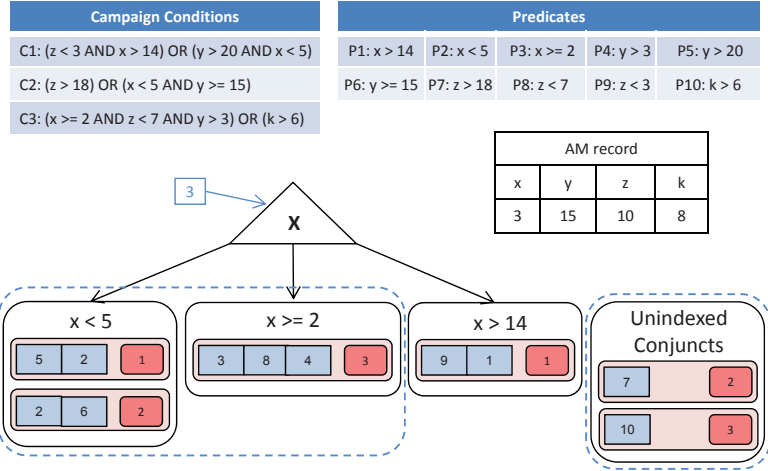 Campaign Conditions
C1: (z < 3 AND x > 14) OR (y > 20 AND x < 5)
C2: (z > 18) OR (x < 5 AND y >= 15)
C3: (x >= 2 AND z < 7 AND y > 3) OR (k > 6)
Predicates
P1: x > 14 P2: x < 5 P3: x >= 2 P4: y > 3 P5: y > 20
P6: y >= 15 P7: z > 18 P8: z < 7 P9: z < 3 P10: k > 6
AM record
x y z k
3 15 10 8
3
X
x < 5
5 2 1
2 6 2
x >= 2
3 8 4 3
x > 14
9 1 1
Unindexed
Conjuncts
7 2
10 3